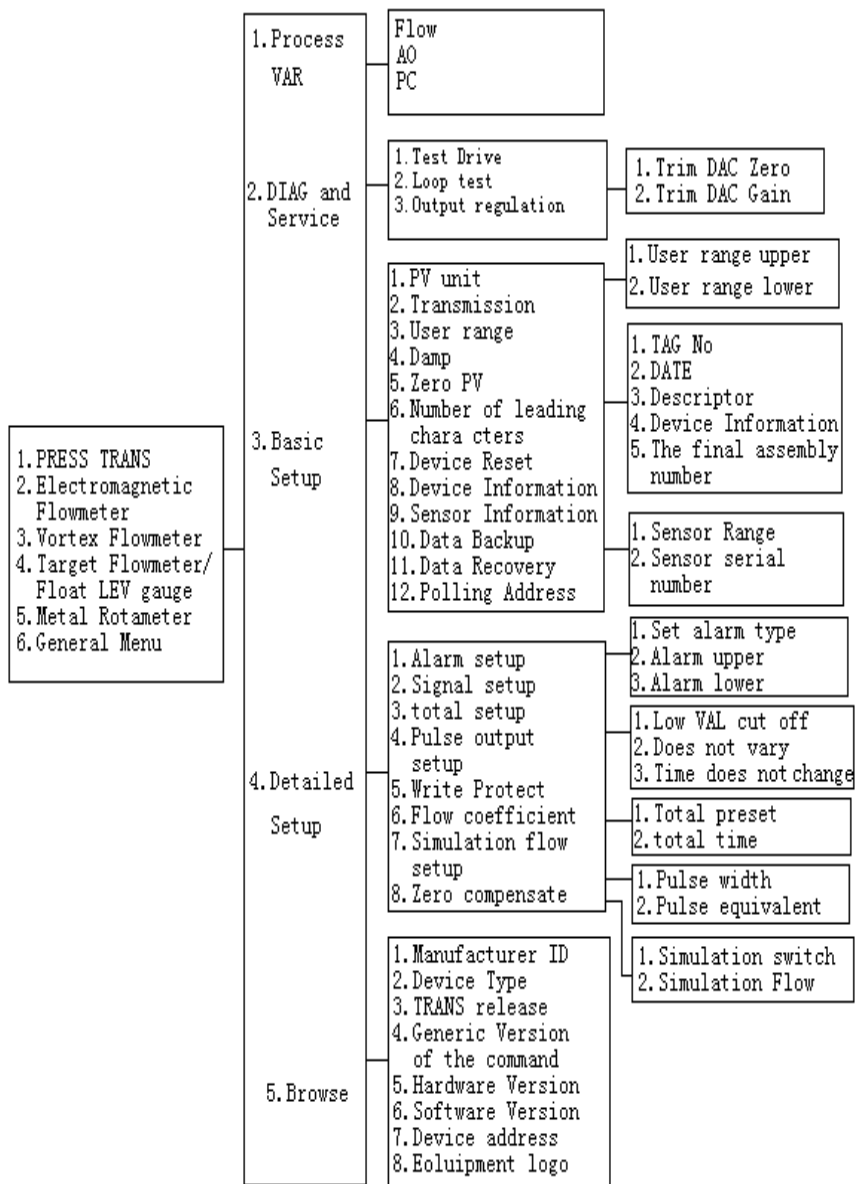 1.PRESS TRANS
2.Electromagnetic
Flowmeter
3.Vortex Flowmeter
4.Target Flowmeter/
Float LEV gauge
5.Metal Rotameter
6.General Menu
1.Process
VAR
2.DIAG and
Service
3.Basic
Setup
4.Detailed
Setup
5.Browse
Flow
AO
PC
1.Test Drive
2.Loop test
3.Output regulation
1.Trim DAC Zero
2.Trim DAC Gain
1.PV unit
2.Transmission
3.User range
4.Damp
5.Zero PV
6.Number of leading
chara cters
7.Device Reset
8.Device Information
9.Sensor Information
10.Data Backup
11.Data Recovery
12.Polling Address
1.User range upper
2.User range lower
1.TAG No
2.DATE
3.Descriptor
4.Device Information
5.The final assembly
number
1.Sensor Range
2.Sensor serial
number
1.Alarm setup
2.Signal setup
3.total setup
4.Pulse output
setup
5.Write Protect
6.Flow coefficient
7.Simulation flow
setup
8.Zero compensate
1.Set alarm type
2.Alarm upper
3.Alarm lower
1.Low VAL cut off
2.Does not vary
3.Time does not change
1.Total preset
2.total time
1.Pulse width
2.Pulse equivalent
1.Simulation switch
2.Simulation Flow
1.Manufacturer ID
2.Device Type
3.TRANS release
4.Generic Version
of the command
5.Hardware Version
6.Software Version
7.Device address
8.Eoluipment logo